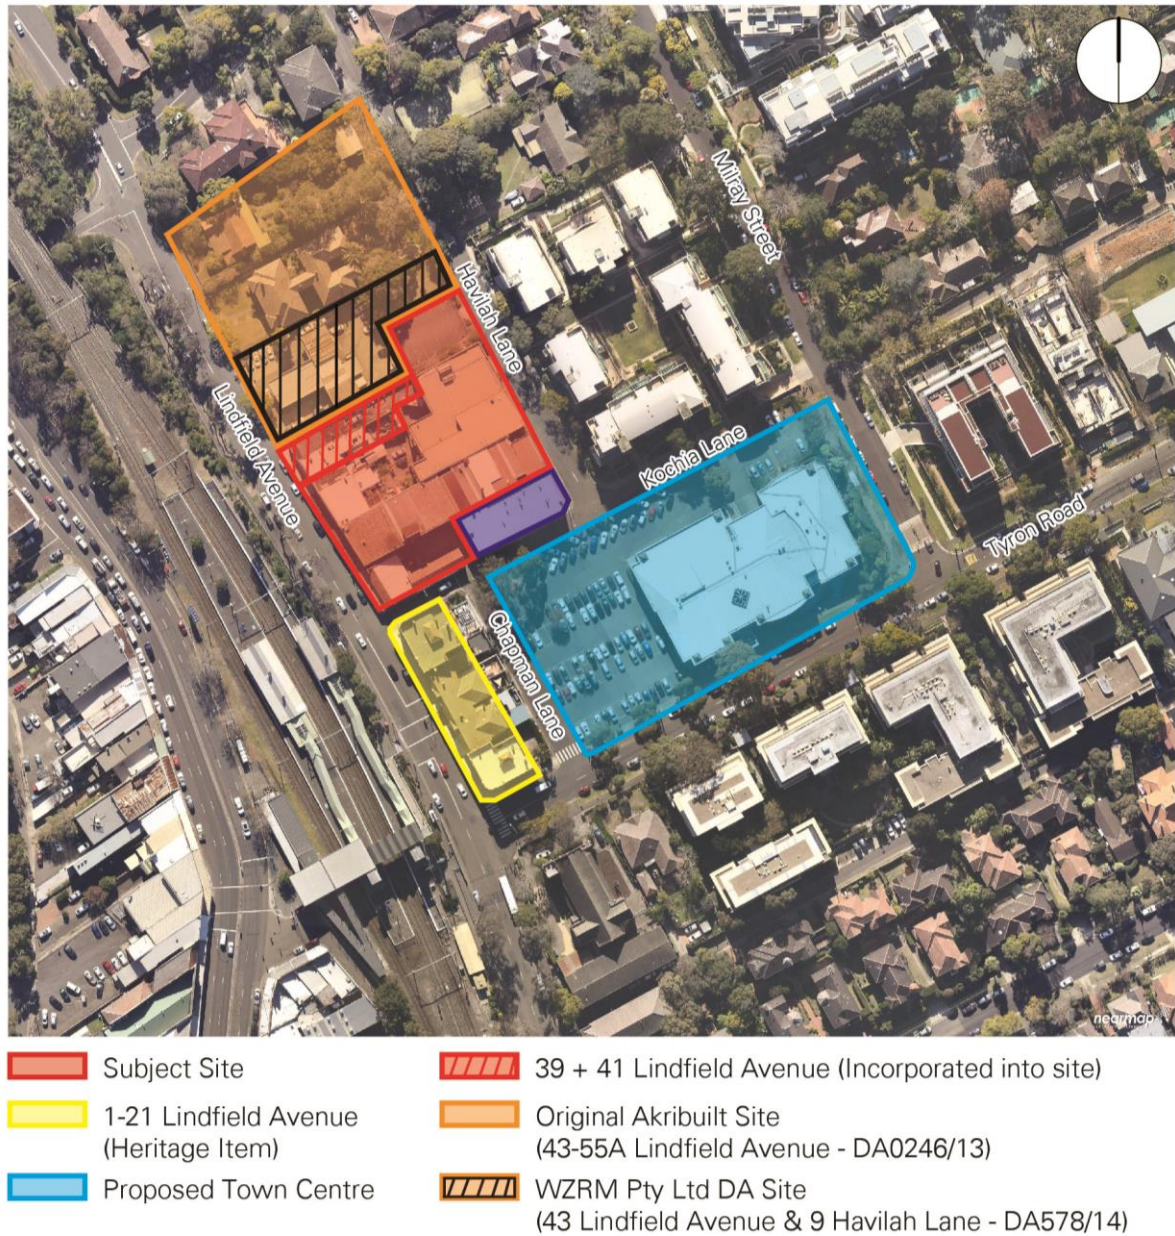 Milray Street
Havilah Lane
Lindfield Avenue
Kochia Lane
Tyron Road
Chapman Lane
nearmap
Subject Site
39 + 41 Lindfield Avenue (Incorporated into site)
1-21 Lindfield Avenue
(Heritage Item)
Original Akribuilt Site
(43-55A Lindfield Avenue - DA0246/13)
Proposed Town Centre
WZRM Pty Ltd DA Site
(43 Lindfield Avenue & 9 Havilah Lane - DA578/14)